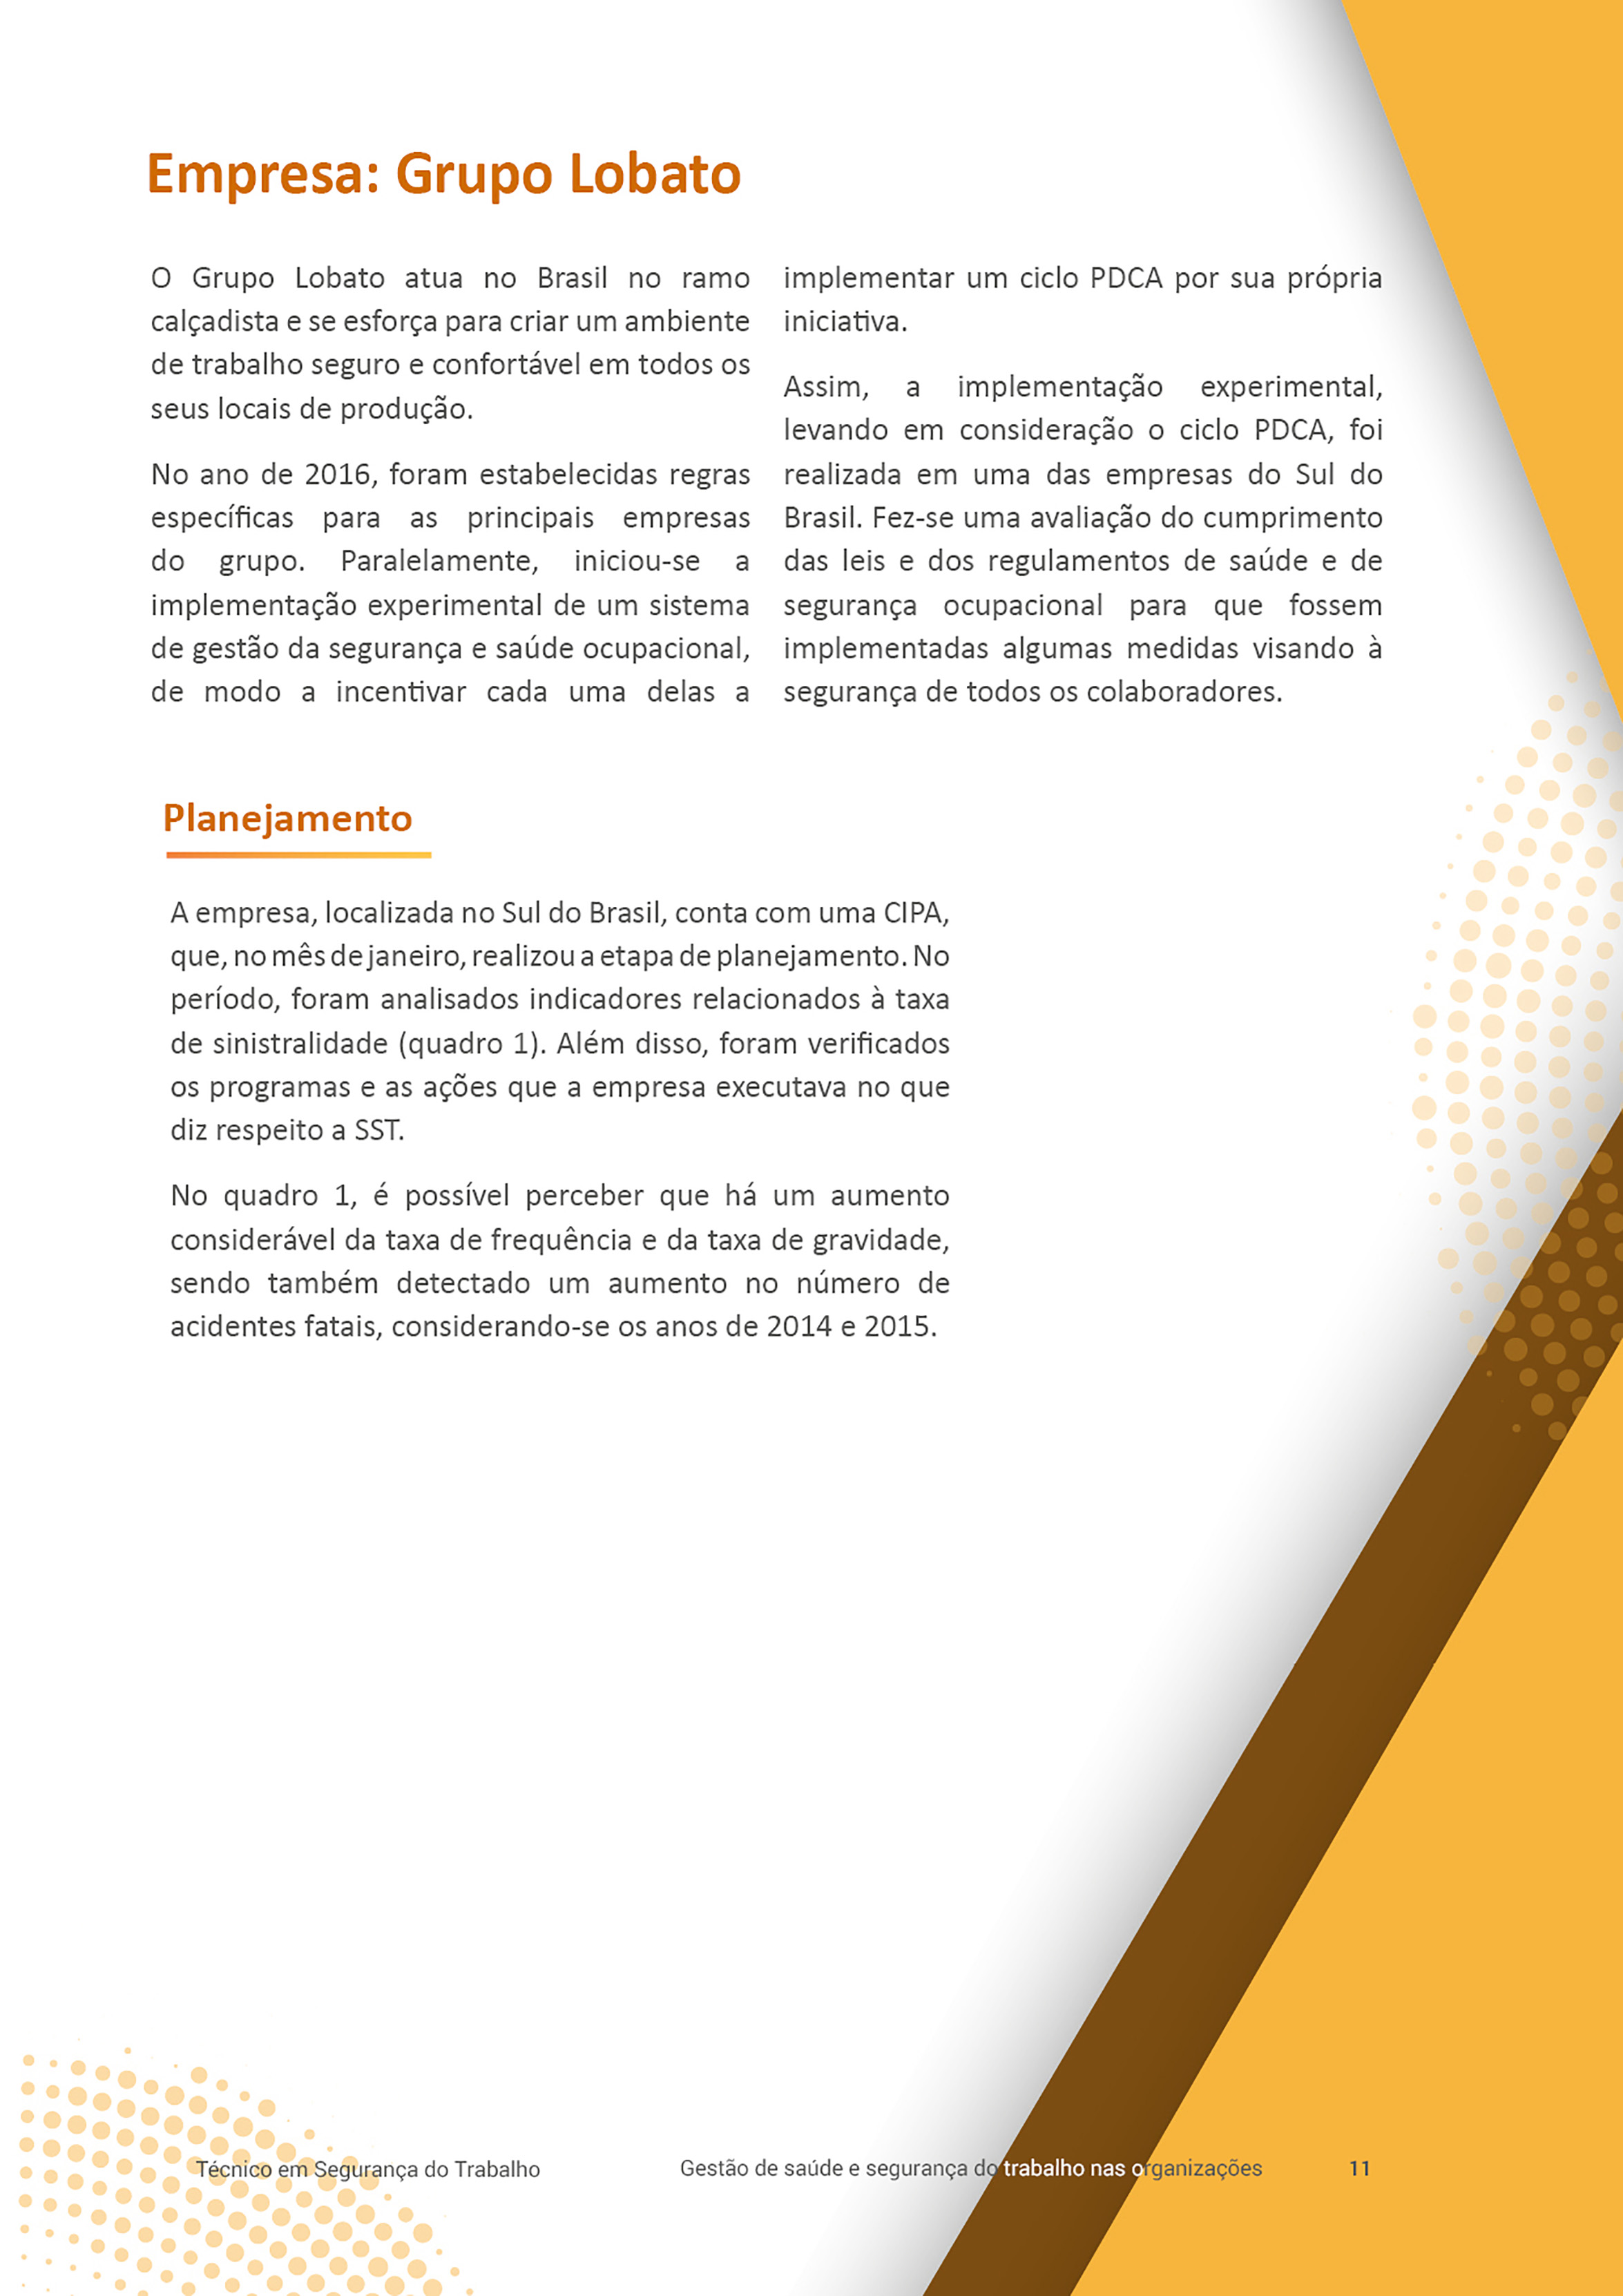 Empresa: Grupo Lobato
O Grupo Lobato atua no Brasil no ramo
calçadista e se esforça para criar um ambiente
de trabalho seguro e confortável em todos os
seus locais de produção.
No ano de 2016, foram estabelecidas regras
específicas para as principais empresas
do grupo. Paralelamente, iniciou-se a
implementação experimental de um sistema
de gestão da segurança e saúde ocupacional,
de modo a incentivar cada uma delas a
implementar um ciclo PDCA por sua própria
iniciativa.
Assim, a implementação experimental,
levando em consideração o ciclo PDCA, foi
realizada em uma das empresas do Sul do
Brasil. Fez-se uma avaliação do cumprimento
das leis e dos regulamentos de saúde e de
segurança ocupacional para que fossem
implementadas algumas medidas visando à
segurança de todos os colaboradores.
Planejamento
A empresa, localizada no Sul do Brasil, conta com uma CIPA,
que, no mês de janeiro, realizou a etapa de planejamento. No
período, foram analisados indicadores relacionados à taxa
de sinistralidade (quadro 1). Além disso, foram verificados
os programas e as ações que a empresa executava no que
diz respeito a SST.
No quadro 1, é possível perceber que há um aumento
considerável da taxa de frequência e da taxa de gravidade,
sendo também detectado um aumento no número de
acidentes fatais, considerando-se os anos de 2014 e 2015.
Técnico em Segurança do Trabalho Gestão de saúde e segurança do trabalho nas organizações 11